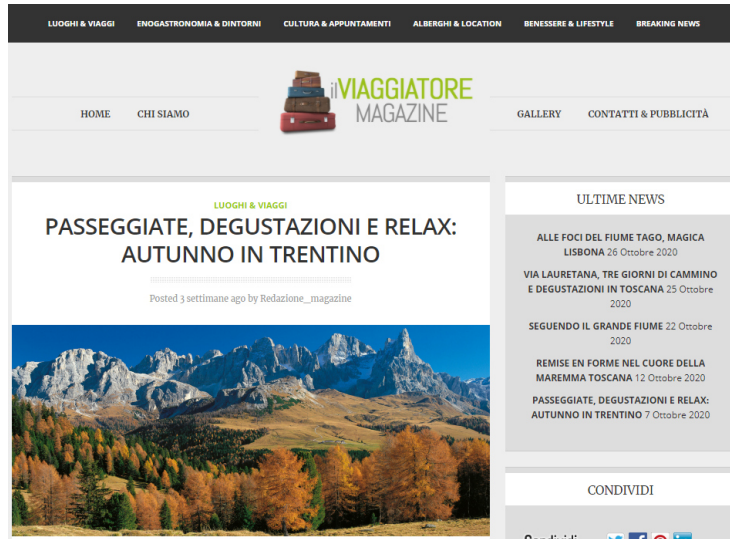 LUOGHI & VIAGGI ENOGASTRONOMIA & DINTORNI CULTURA & APPUNTAMENTI ALBERGHI & LOCATION BENESSERE & LIFESTYLE BREAKING NEWS
HOME CHI SIAMO
ilVIAGGIATORE
MAGAZINE
GALLERY CONTATTI & PUBBLICITÀ
LUOGHI & VIAGGI
PASSEGGIATE, DEGUSTAZIONI E RELAX:
AUTUNNO IN TRENTINO
Posted 3 settimane ago by Redazione_magazine
ULTIME NEWS
ALLE FOCI DEL FIUME TAGO, MAGICA
LISBONA 26 Ottobre 2020
VIA LAURETANA, TRE GIORNI DI CAMMINO
E DEGUSTAZIONI IN TOSCANA 25 Ottobre
2020
SEGUENDO IL GRANDE FIUME 22 Ottobre
2020
REMISE EN FORME NEL CUORE DELLA
MAREMMA TOSCANA 12 Ottobre 2020
PASSEGGIATE, DEGUSTAZIONI E RELAX:
AUTUNNO IN TRENTINO 7 Ottobre 2020
CONDIVIDI
Condividi